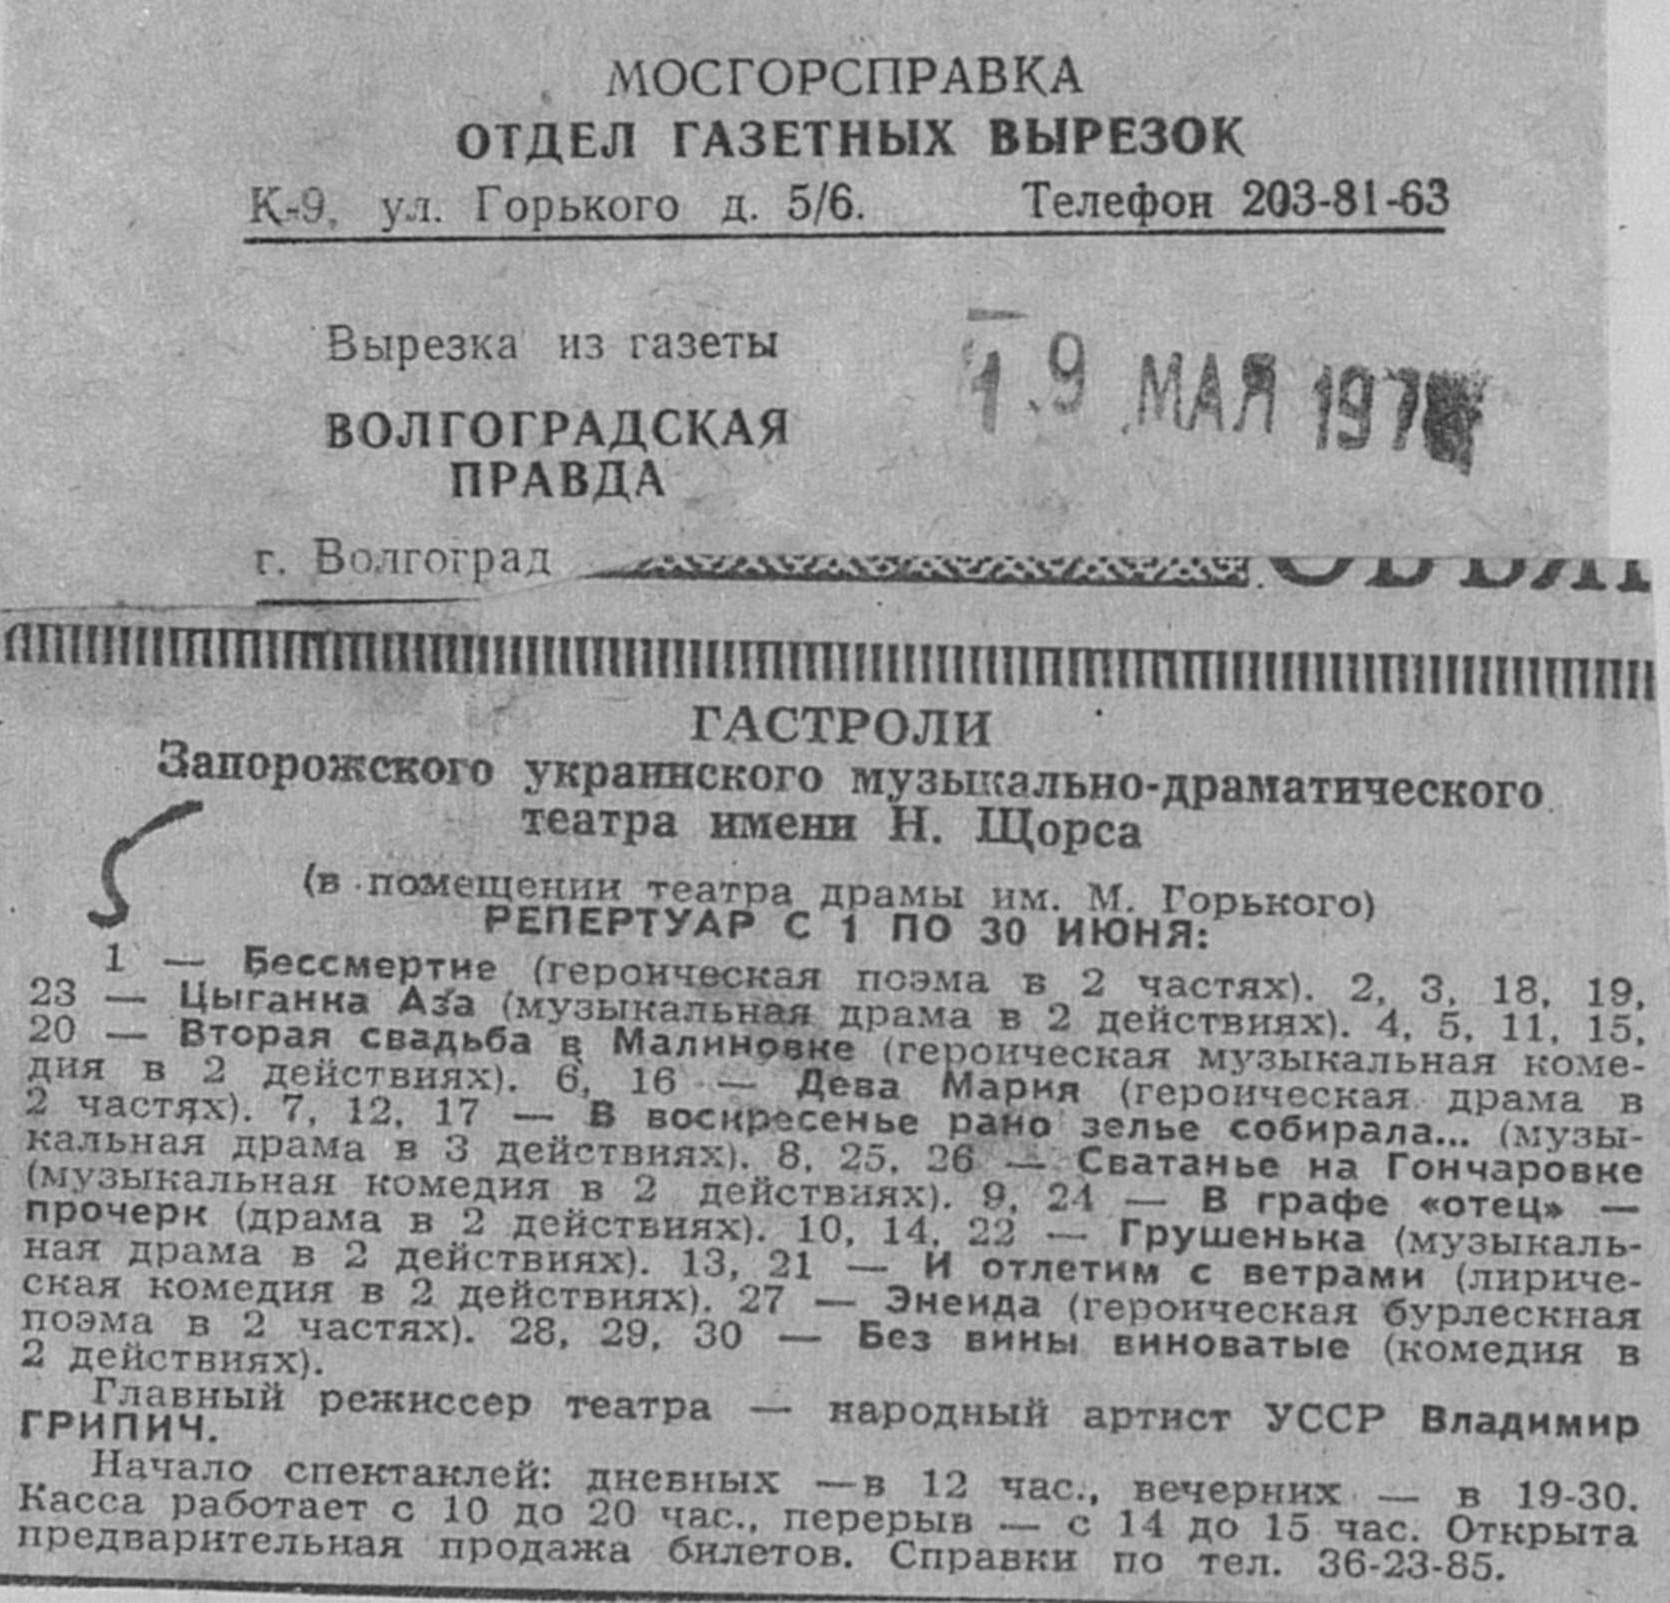 МОСГОРСПРАВКА
ОТДЕЛ ГАЗЕТНЫХ ВЫРЕЗОК
К-9, ул. Горького д. 5/6. Телефон 203-81-63
Вырезка из газеты
19 МАЯ 197
ВОЛГОГРАДСКАЯ
ПРАВДА
г. Волгоград
ГАСТРОЛИ
Запорожского украинского музыкально-драматического
театра имени Н. Щорса
(в помещении театра драмы им. М. Горького)
РЕПЕРТУАР С 1 ПО 30 ИЮНЯ:
1 — Бессмертие (героическая поэма в 2 частях). 2, 3, 18, 19,
23 — Цыганка Аза (музыкальная драма в 2 действиях). 4, 5, 11, 15,
20 — Вторая свадьба в Малиновке (героическая музыкальная коме-
дия в 2 действиях). 6, 16 — Дева Мария (героическая драма в
2 частях). 7, 12, 17 — В воскресенье рано зелье собирала... (музы-
кальная драма в 3 действиях). 8, 25, 26 — Сватанье на Гончаровке
(музыкальная комедия в 2 действиях). 9, 24 — В графе «отец» —
прочерк (драма в 2 действиях). 10, 14, 22 — Грушенька (музыкаль-
ная драма в 2 действиях). 13, 21 — И отлетим с ветрами (лириче-
ская комедия в 2 действиях). 27 — Энеида (героическая бурлескная
поэма в 2 частях). 28, 29, 30 — Без вины виноватые (комедия в
2 действиях).
Главный режиссер театра — народный артист УССР Владимир
ГРИПИЧ.
Начало спектаклей: дневных — в 12 час., вечерних — в 19-30.
Касса работает с 10 до 20 час., перерыв — с 14 до 15 час. Открыта
предварительная продажа билетов. Справки по тел. 36-23-85.